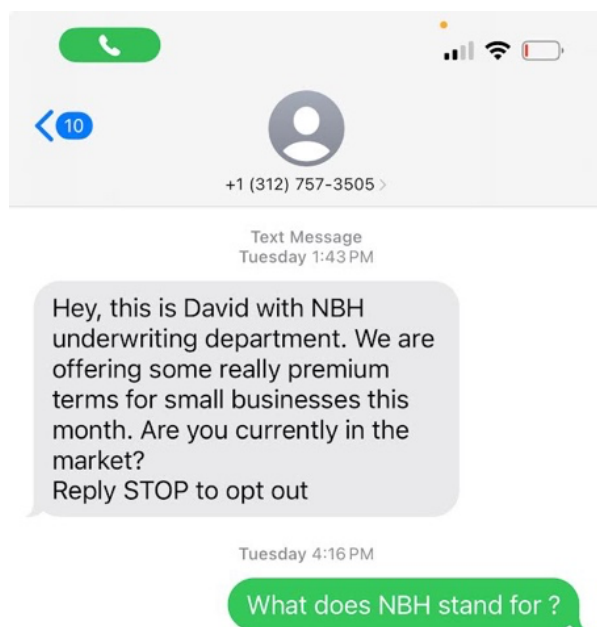 10
+1 (312) 757-3505
Text Message
Tuesday 1:43 PM
Hey, this is David with NBH
underwriting department. We are
offering some really premium
terms for small businesses this
month. Are you currently in the
market?
Reply STOP to opt out
Tuesday 4:16 PM
What does NBH stand for ?